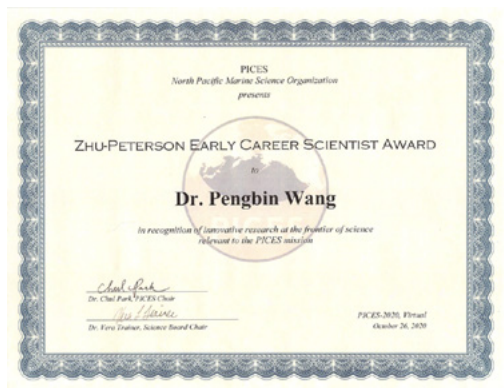 PICES
North Pacific Marine Science Organization
presents
ZHU-PETERSON EARLY CAREER SCIENTIST AWARD
to
Dr. Pengbin Wang
PICES
in recognition of innovative research at the frontier of science
relevant to the PICES mission
Dr. Chul Park, PICES Chair
Dr. Vera Trainer, Science Board Chair
PICES-2020, Virtual
October 26, 2020